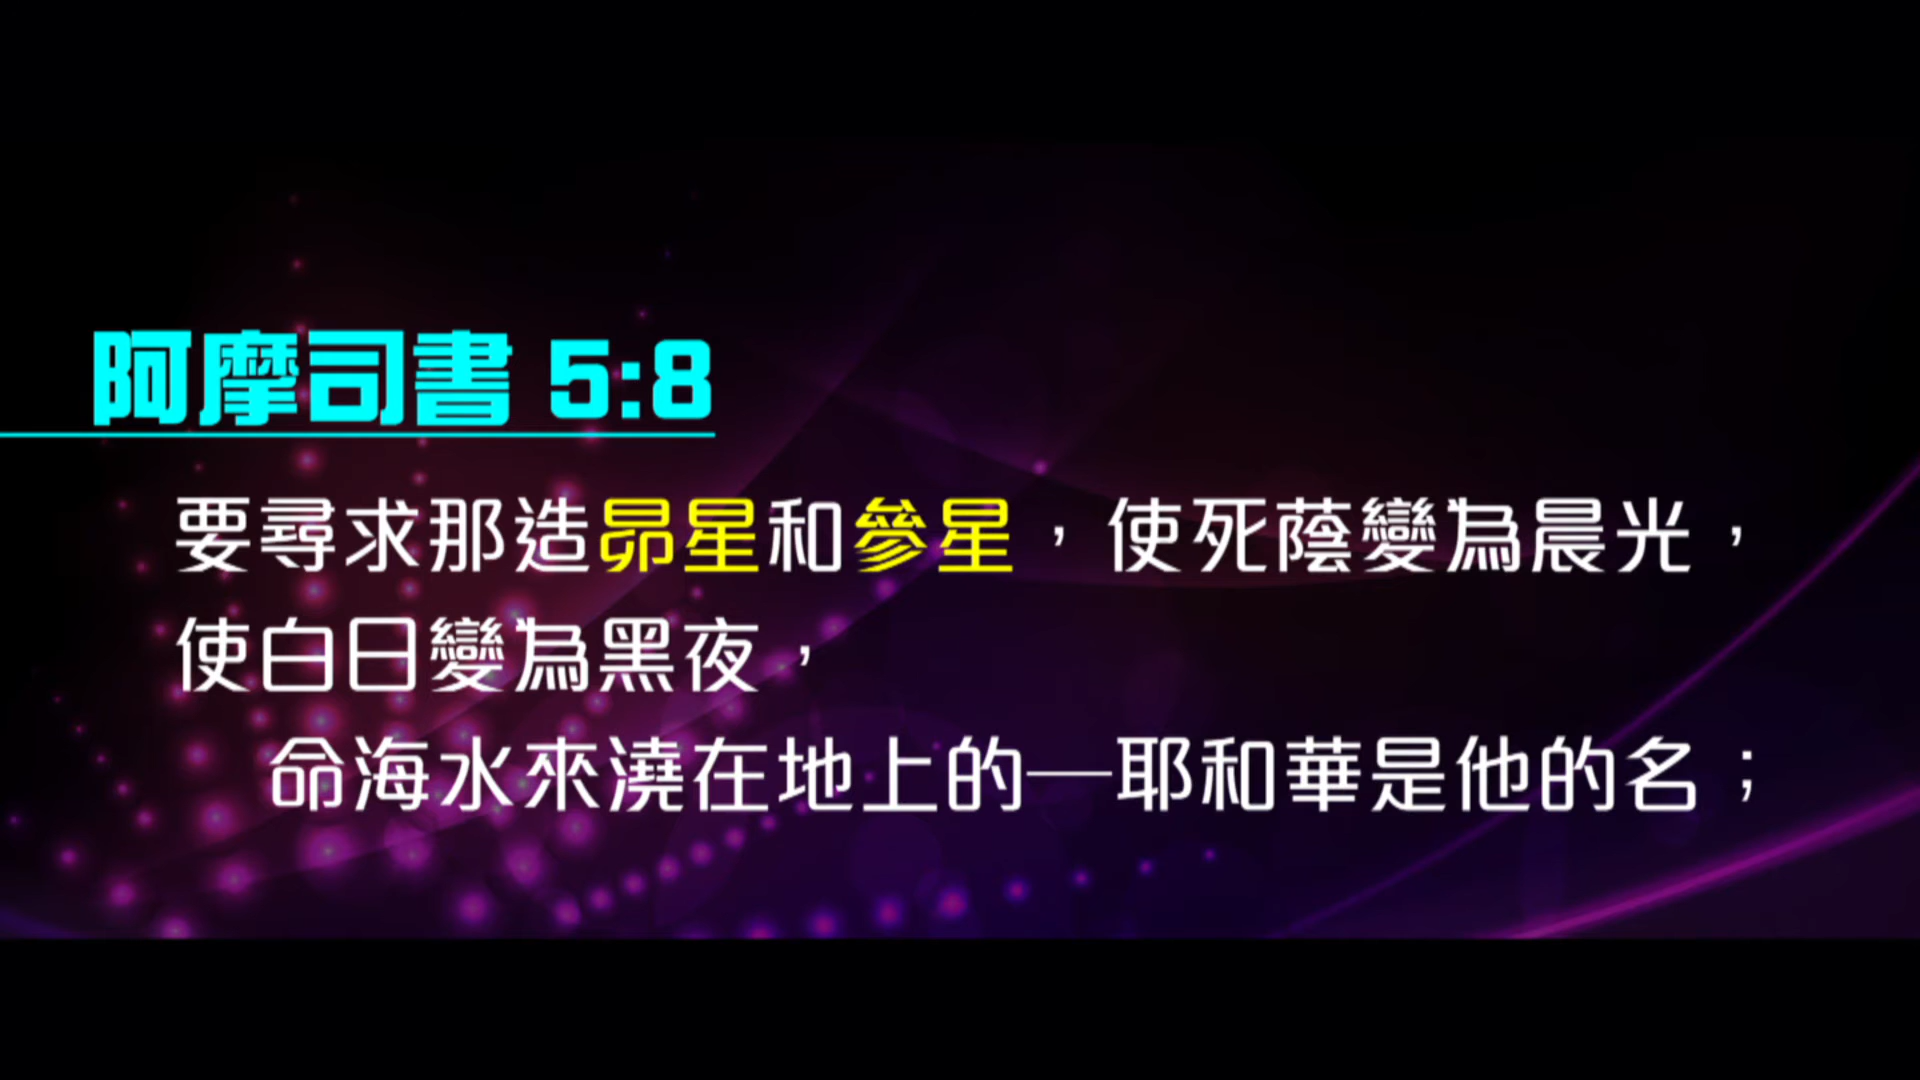 阿摩司書 5:8
要尋求那造昴星和參星，使死蔭變為晨光，
使白日變為黑夜，
命海水來澆在地上的—耶和華是他的名；